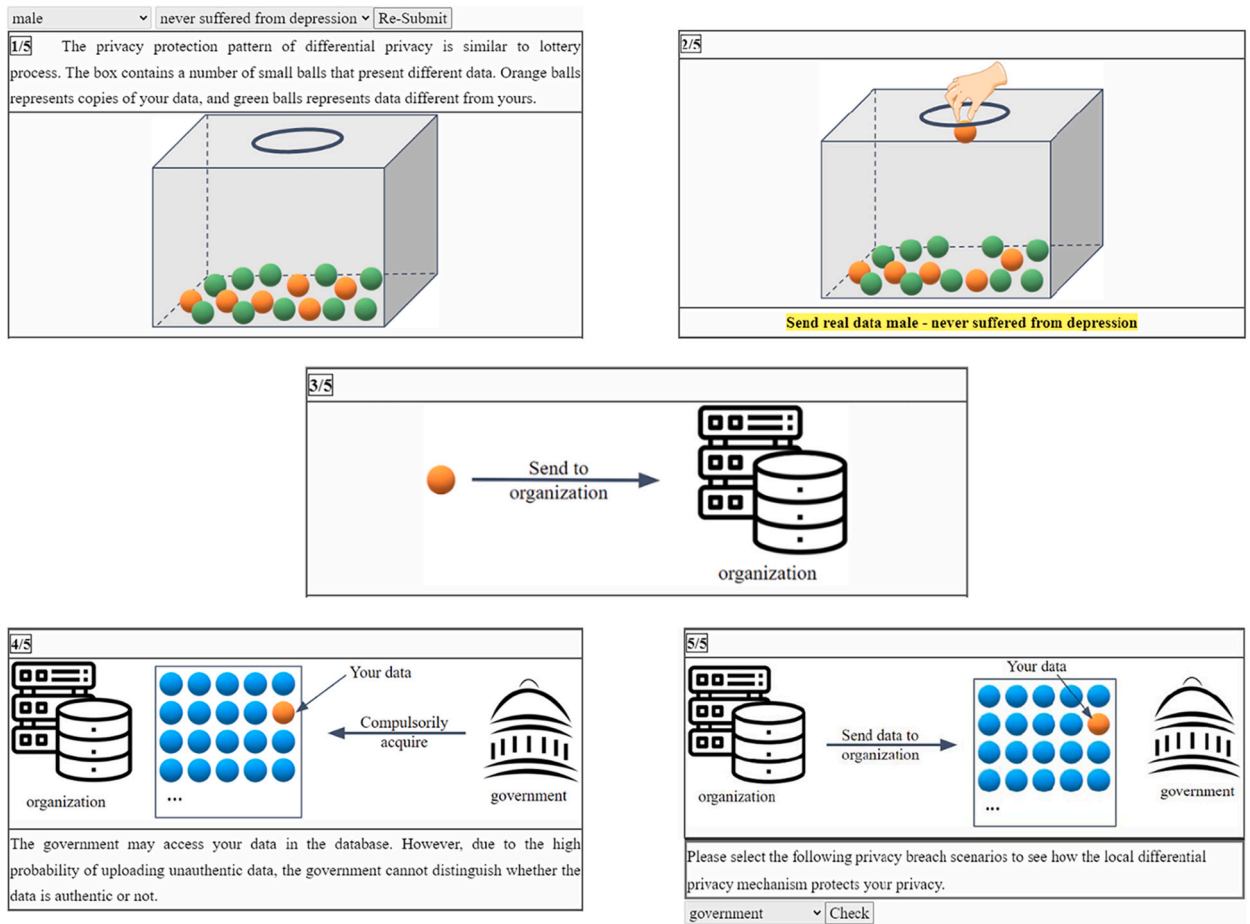 male never suffered from depression Re-Submit
1/5 The privacy protection pattern of differential privacy is similar to lottery
process. The box contains a number of small balls that present different data. Orange balls
represents copies of your data, and green balls represents data different from yours.
2/5
Send real data male - never suffered from depression
3/5
Send to
organization
organization
4/5
Your data
Compulsorily
acquire
organization
...
government
The government may access your data in the database. However, due to the high
probability of uploading unauthentic data, the government cannot distinguish whether the
data is authentic or not.
5/5
Your data
Send data to
organization
organization
...
government
Please select the following privacy breach scenarios to see how the local differential
privacy mechanism protects your privacy.
government Check